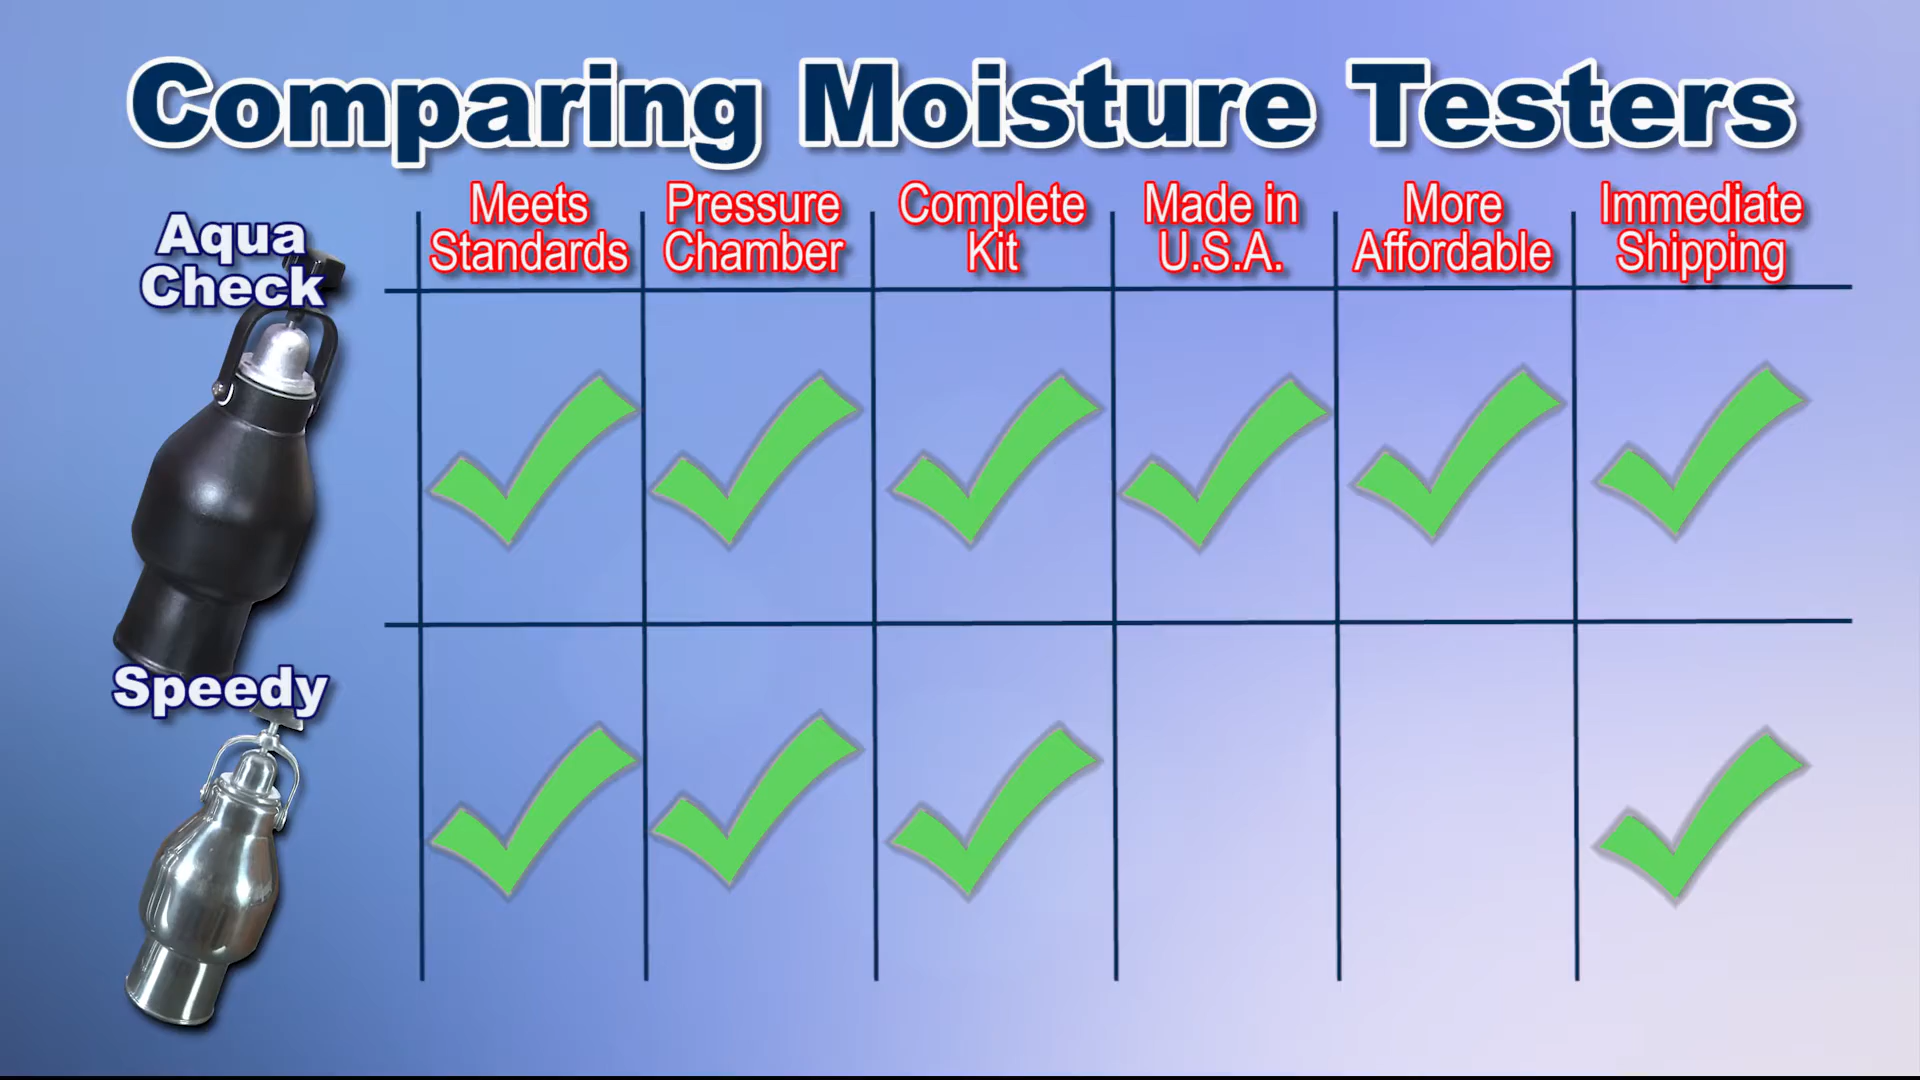 Comparing Moisture Testers
Meets
Standards
Pressure
Chamber
Complete
Kit
Made in
U.S.A.
More
Affordable
Immediate
Shipping
Aqua
Check
Speedy